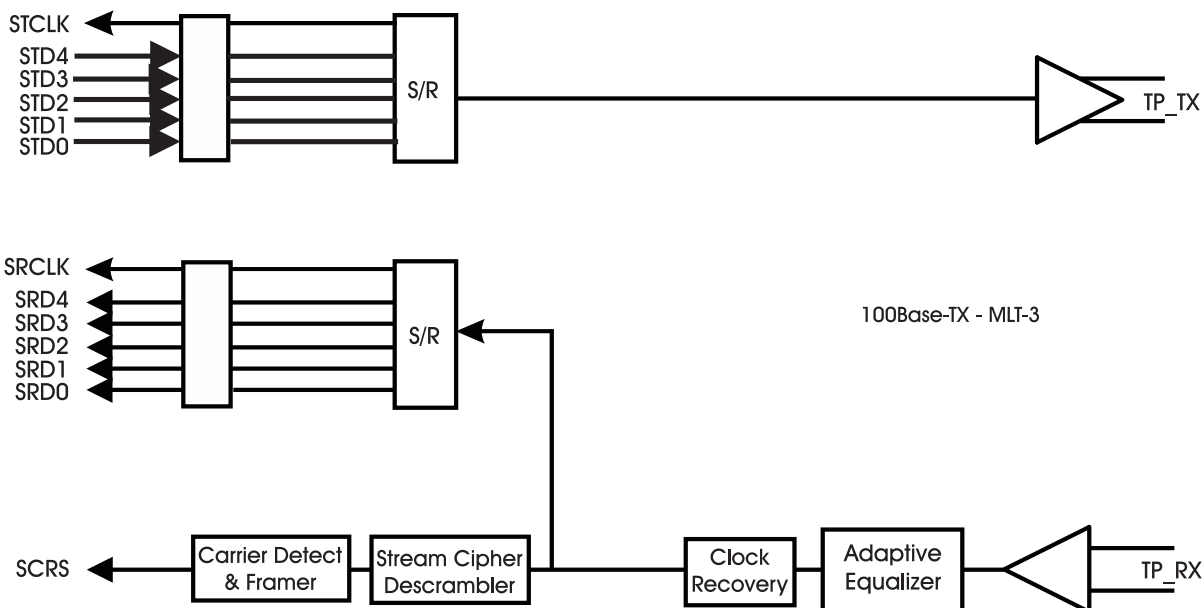 STCLK
STD4
STD3
STD2
STD1
STD0
S/R
TP_TX
SRCLK
SRD4
SRD3
SRD2
SRD1
SRD0
S/R
100Base-TX - MLT-3
SCRS
Carrier Detect
& Framer
Stream Cipher
Descrambler
Clock
Recovery
Adaptive
Equalizer
TP_RX